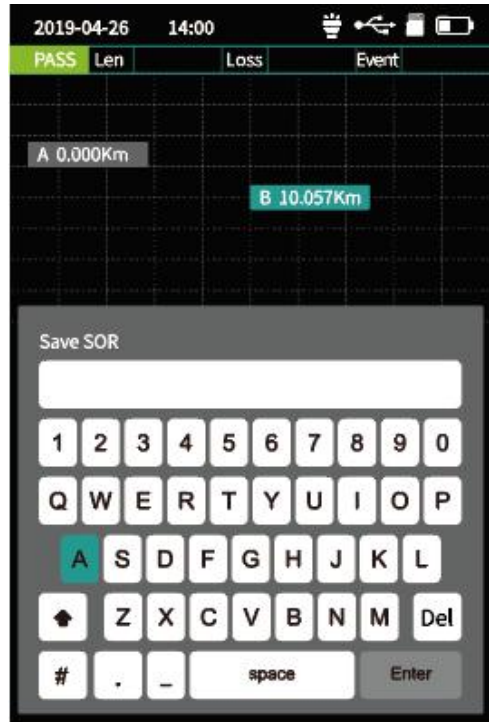 2019-04-26 14:00
PASS Len Loss Event
A 0.000Km
B 10.057Km
Save SOR
1 2 3 4 5 6 7 8 9 0
Q W E R T Y U I O P
A S D F G H J K L
Z X C V B N M Del
# . _ space Enter